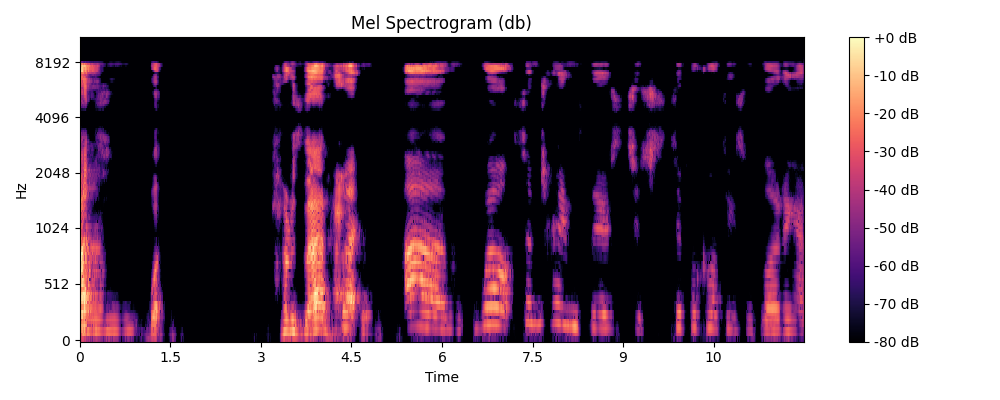 Mel Spectrogram (db)
Hz
8192
4096
2048
1024
512
0
0 1.5 3 4.5 6 7.5 9 10
Time
+0 dB
-10 dB
-20 dB
-30 dB
-40 dB
-50 dB
-60 dB
-70 dB
-80 dB